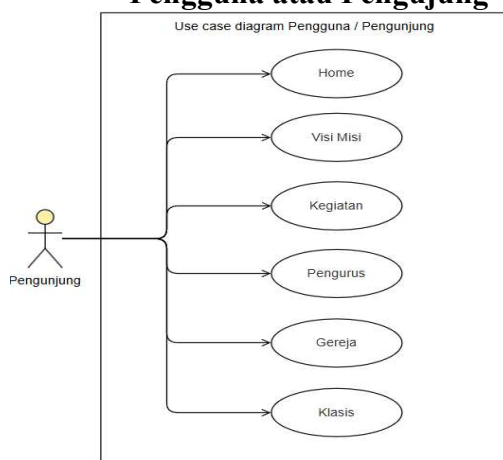 Pengguna atau Pengujung
Use case diagram Pengguna / Pengunjung
Home
Visi Misi
Kegiatan
Pengunjung
Pengurus
Gereja
Klasis